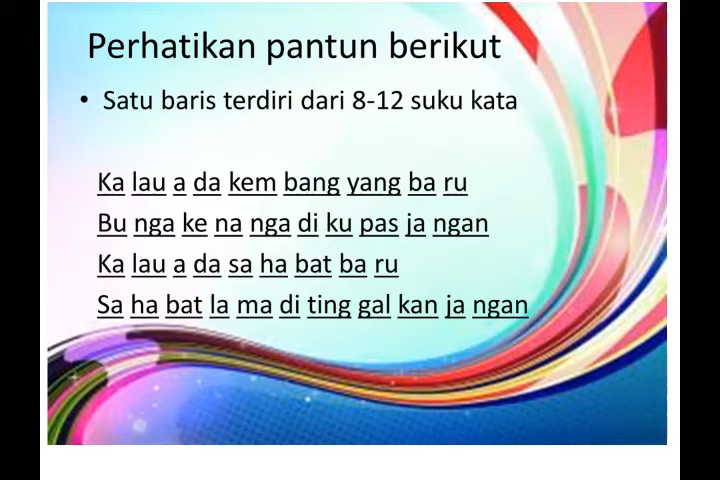 Perhatikan pantun berikut
• Satu baris terdiri dari 8-12 suku kata
Ka lau a da kem bang yang ba ru
Bu nga ke na nga di ku pas ja ngan
Ka lau a da sa ha bat ba ru
Sa ha bat la ma di ting gal kan ja ngan